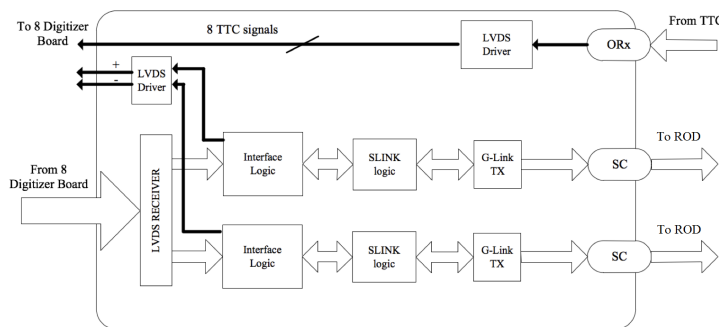 To 8 Digitizer
Board
8 TTC signals
LVDS
Driver
ORx
From TTC
+
-
LVDS
Driver
From 8
Digitizer Board
LVDS RECEIVER
Interface
Logic
SLINK
logic
G-Link
TX
SC
To ROD
Interface
Logic
SLINK
logic
G-Link
TX
SC
To ROD